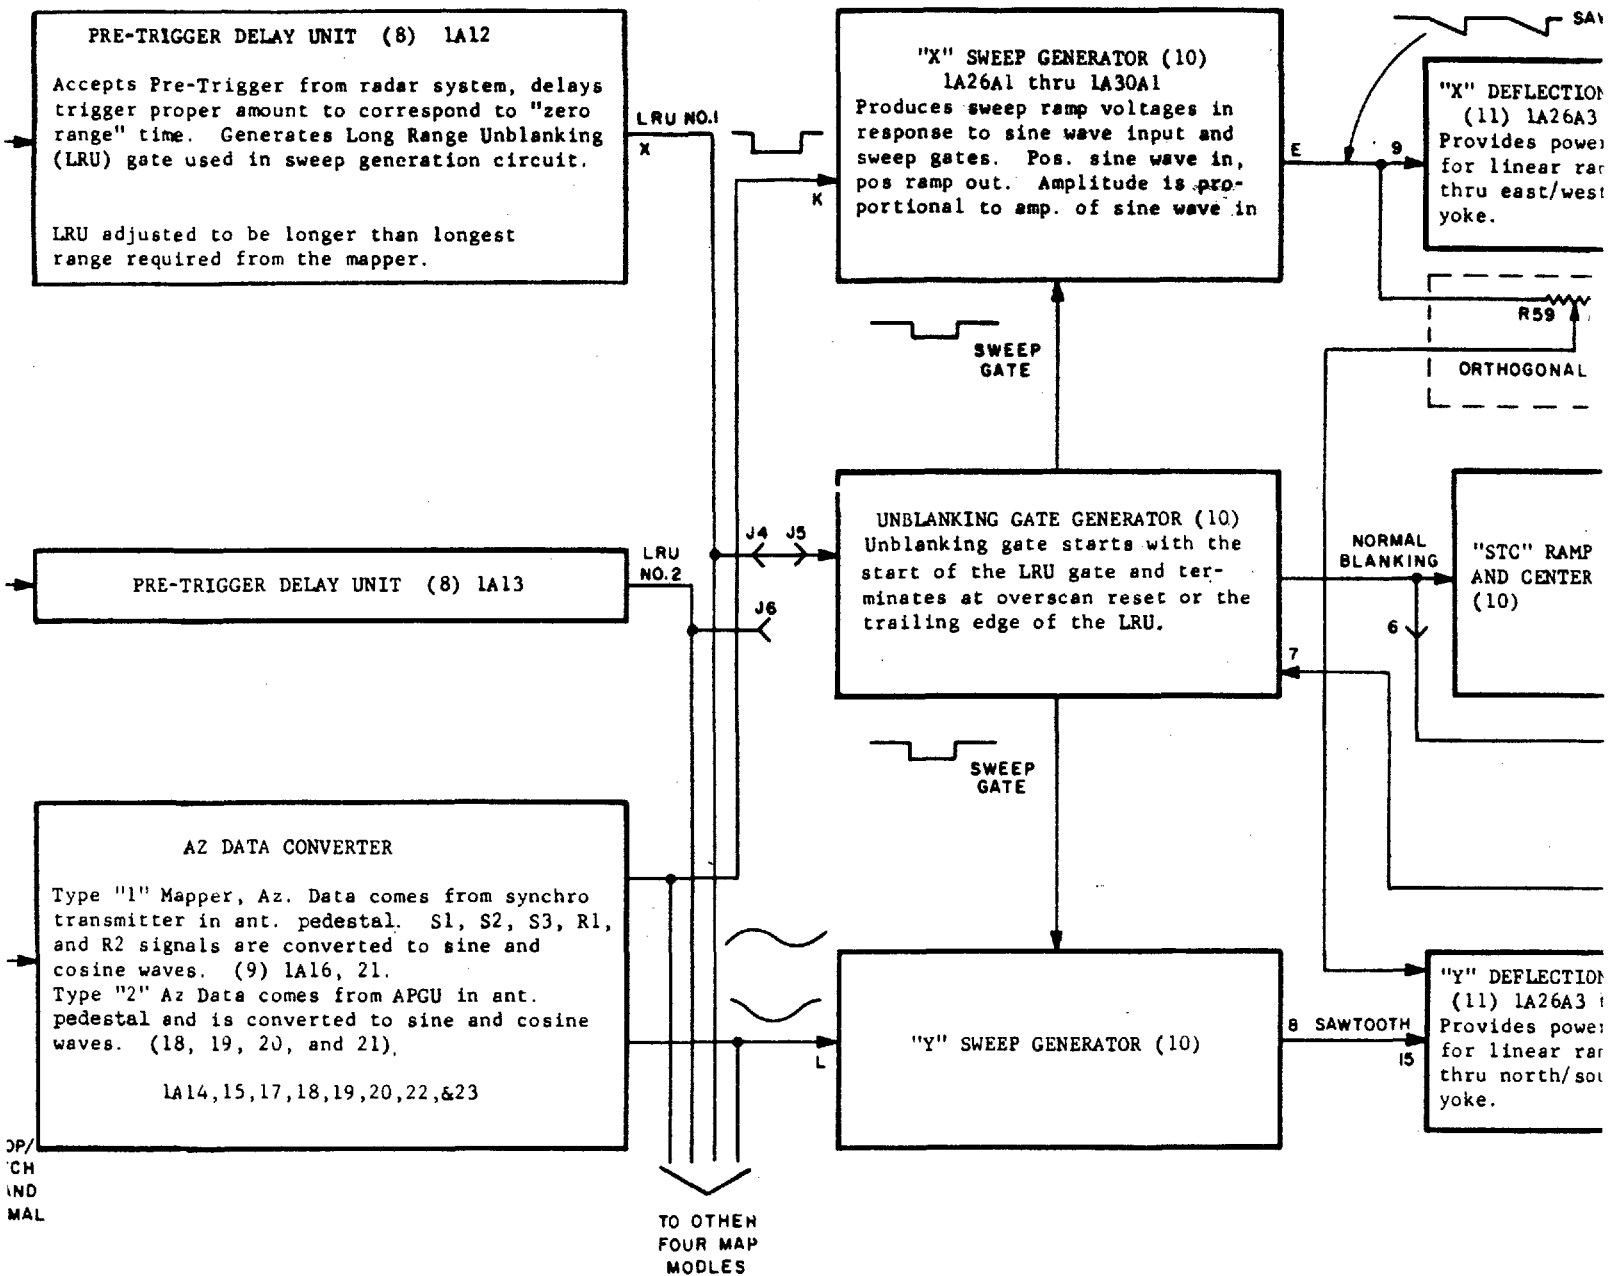 PRE-TRIGGER DELAY UNIT (8) 1A12
Accepts Pre-Trigger from radar system, delays
trigger proper amount to correspond to "zero
range" time. Generates Long Range Unblanking
(LRU) gate used in sweep generation circuit.
LRU adjusted to be longer than longest
range required from the mapper.
LRU NO.1
X
K
"X" SWEEP GENERATOR (10)
1A26A1 thru 1A30A1
Produces sweep ramp voltages in
response to sine wave input and
sweep gates. Pos. sine wave in,
pos ramp out. Amplitude is pro-
portional to amp. of sine wave in
E
9
"X" DEFLECTION
(11) 1A26A3
Provides
for linear
thru east/west
yoke.
R59
ORTHOGONAL
SWEEP
GATE
PRE-TRIGGER DELAY UNIT (8) 1A13
LRU
NO.2
J4 J5
J6
UNBLANKING GATE GENERATOR (10)
Unblanking gate starts with the
start of the LRU gate and ter-
minates at overscan reset or the
trailing edge of the LRU.
NORMAL
BLANKING
6
7
"STC" RAMP
AND CENTER
(10)
SWEEP
GATE
AZ DATA CONVERTER
Type "1" Mapper, Az. Data comes from synchro
transmitter in ant. pedestal. S1, S2, S3, R1,
and R2 signals are converted to sine and
cosine waves. (9) 1A16, 21.
Type "2" Az Data comes from APGU in ant.
pedestal and is converted to sine and cosine
waves. (18, 19, 20, and 21).
1A14,15,17,18,19,20,22,&23
L
"Y" SWEEP GENERATOR (10)
8 SAWTOOTH
15
"Y" DEFLECTION
(11) 1A26A3
Provides
for linear
thru north/
yoke.
TO OTHER
FOUR MAP
MODLES